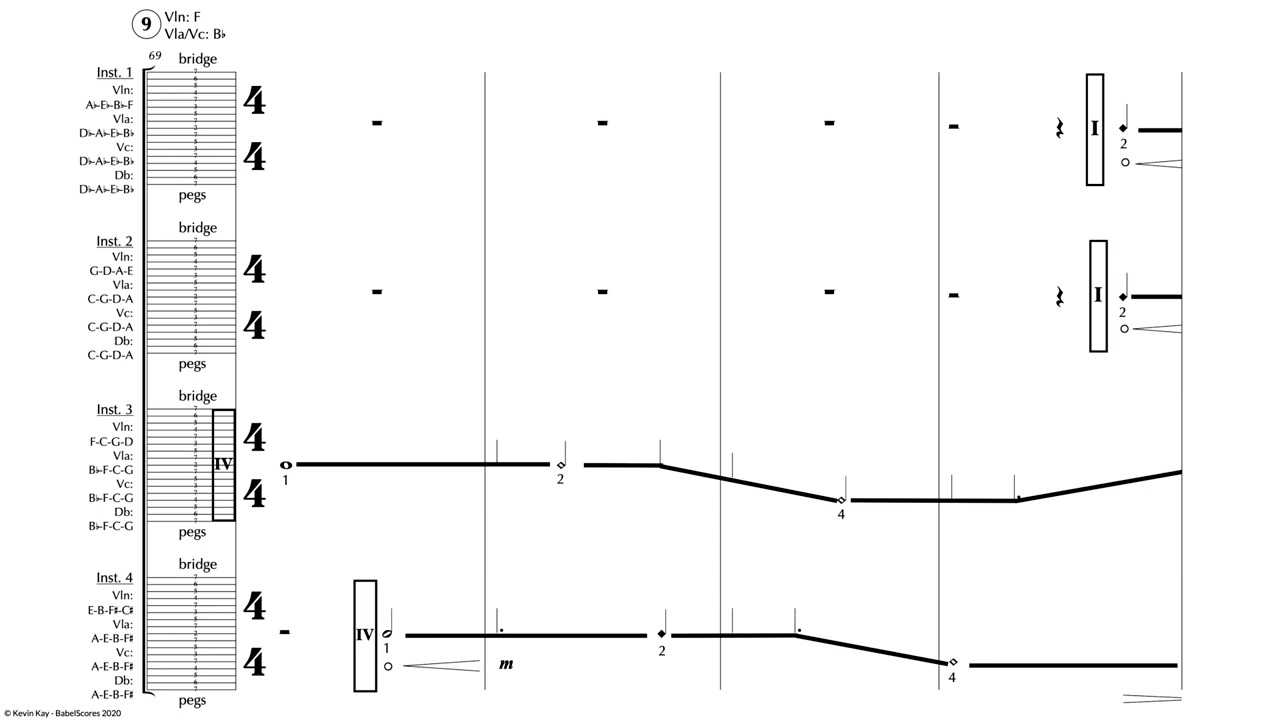 9 Vln: F
Vla/Vc: B♭
69 bridge
Inst. 1
Vln:
A♭-E♭-B♭-F
Vla:
D♭-A♭-E♭-B♭
Vc:
D♭-A♭-E♭-B♭
Db:
D♭-A♭-E♭-B♭
pegs
4
4
I
2
bridge
Inst. 2
Vln:
G-D-A-E
Vla:
C-G-D-A
Vc:
C-G-D-A
Db:
C-G-D-A
pegs
4
4
I
2
bridge
Inst. 3
Vln:
F-C-G-D
Vla:
B♭-F-C-G
Vc:
B♭-F-C-G
Db:
B♭-F-C-G
pegs
IV
4
4
1 2 4
bridge
Inst. 4
Vln:
E-B-F♯-C♯
Vla:
A-E-B-F♯
Vc:
A-E-B-F♯
Db:
A-E-B-F♯
pegs
4
4
IV
1 2 4
m
© Kevin Kay - BabelScores 2020